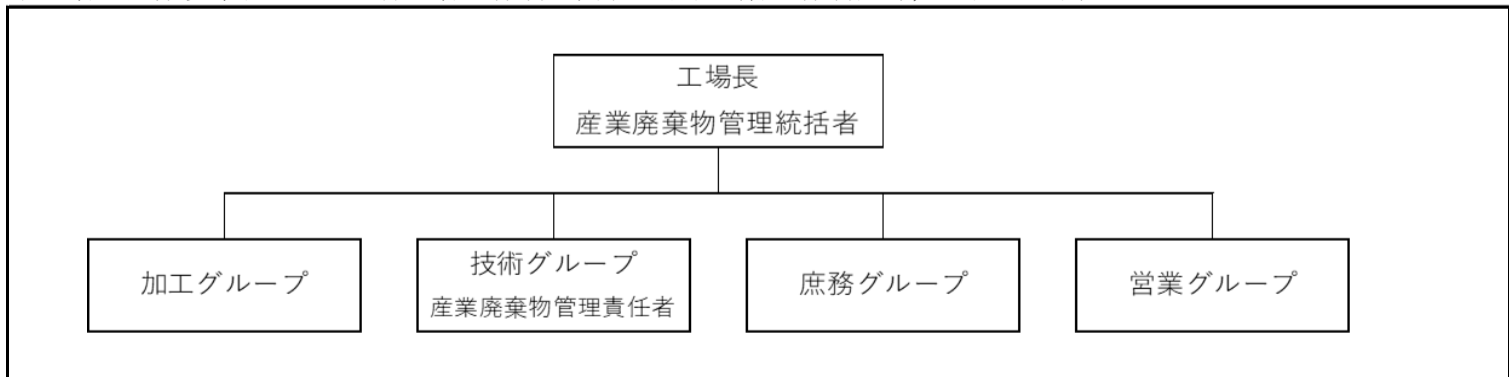 工場長
産業廃棄物管理統括者
加工グループ
技術グループ
産業廃棄物管理責任者
庶務グループ
営業グループ